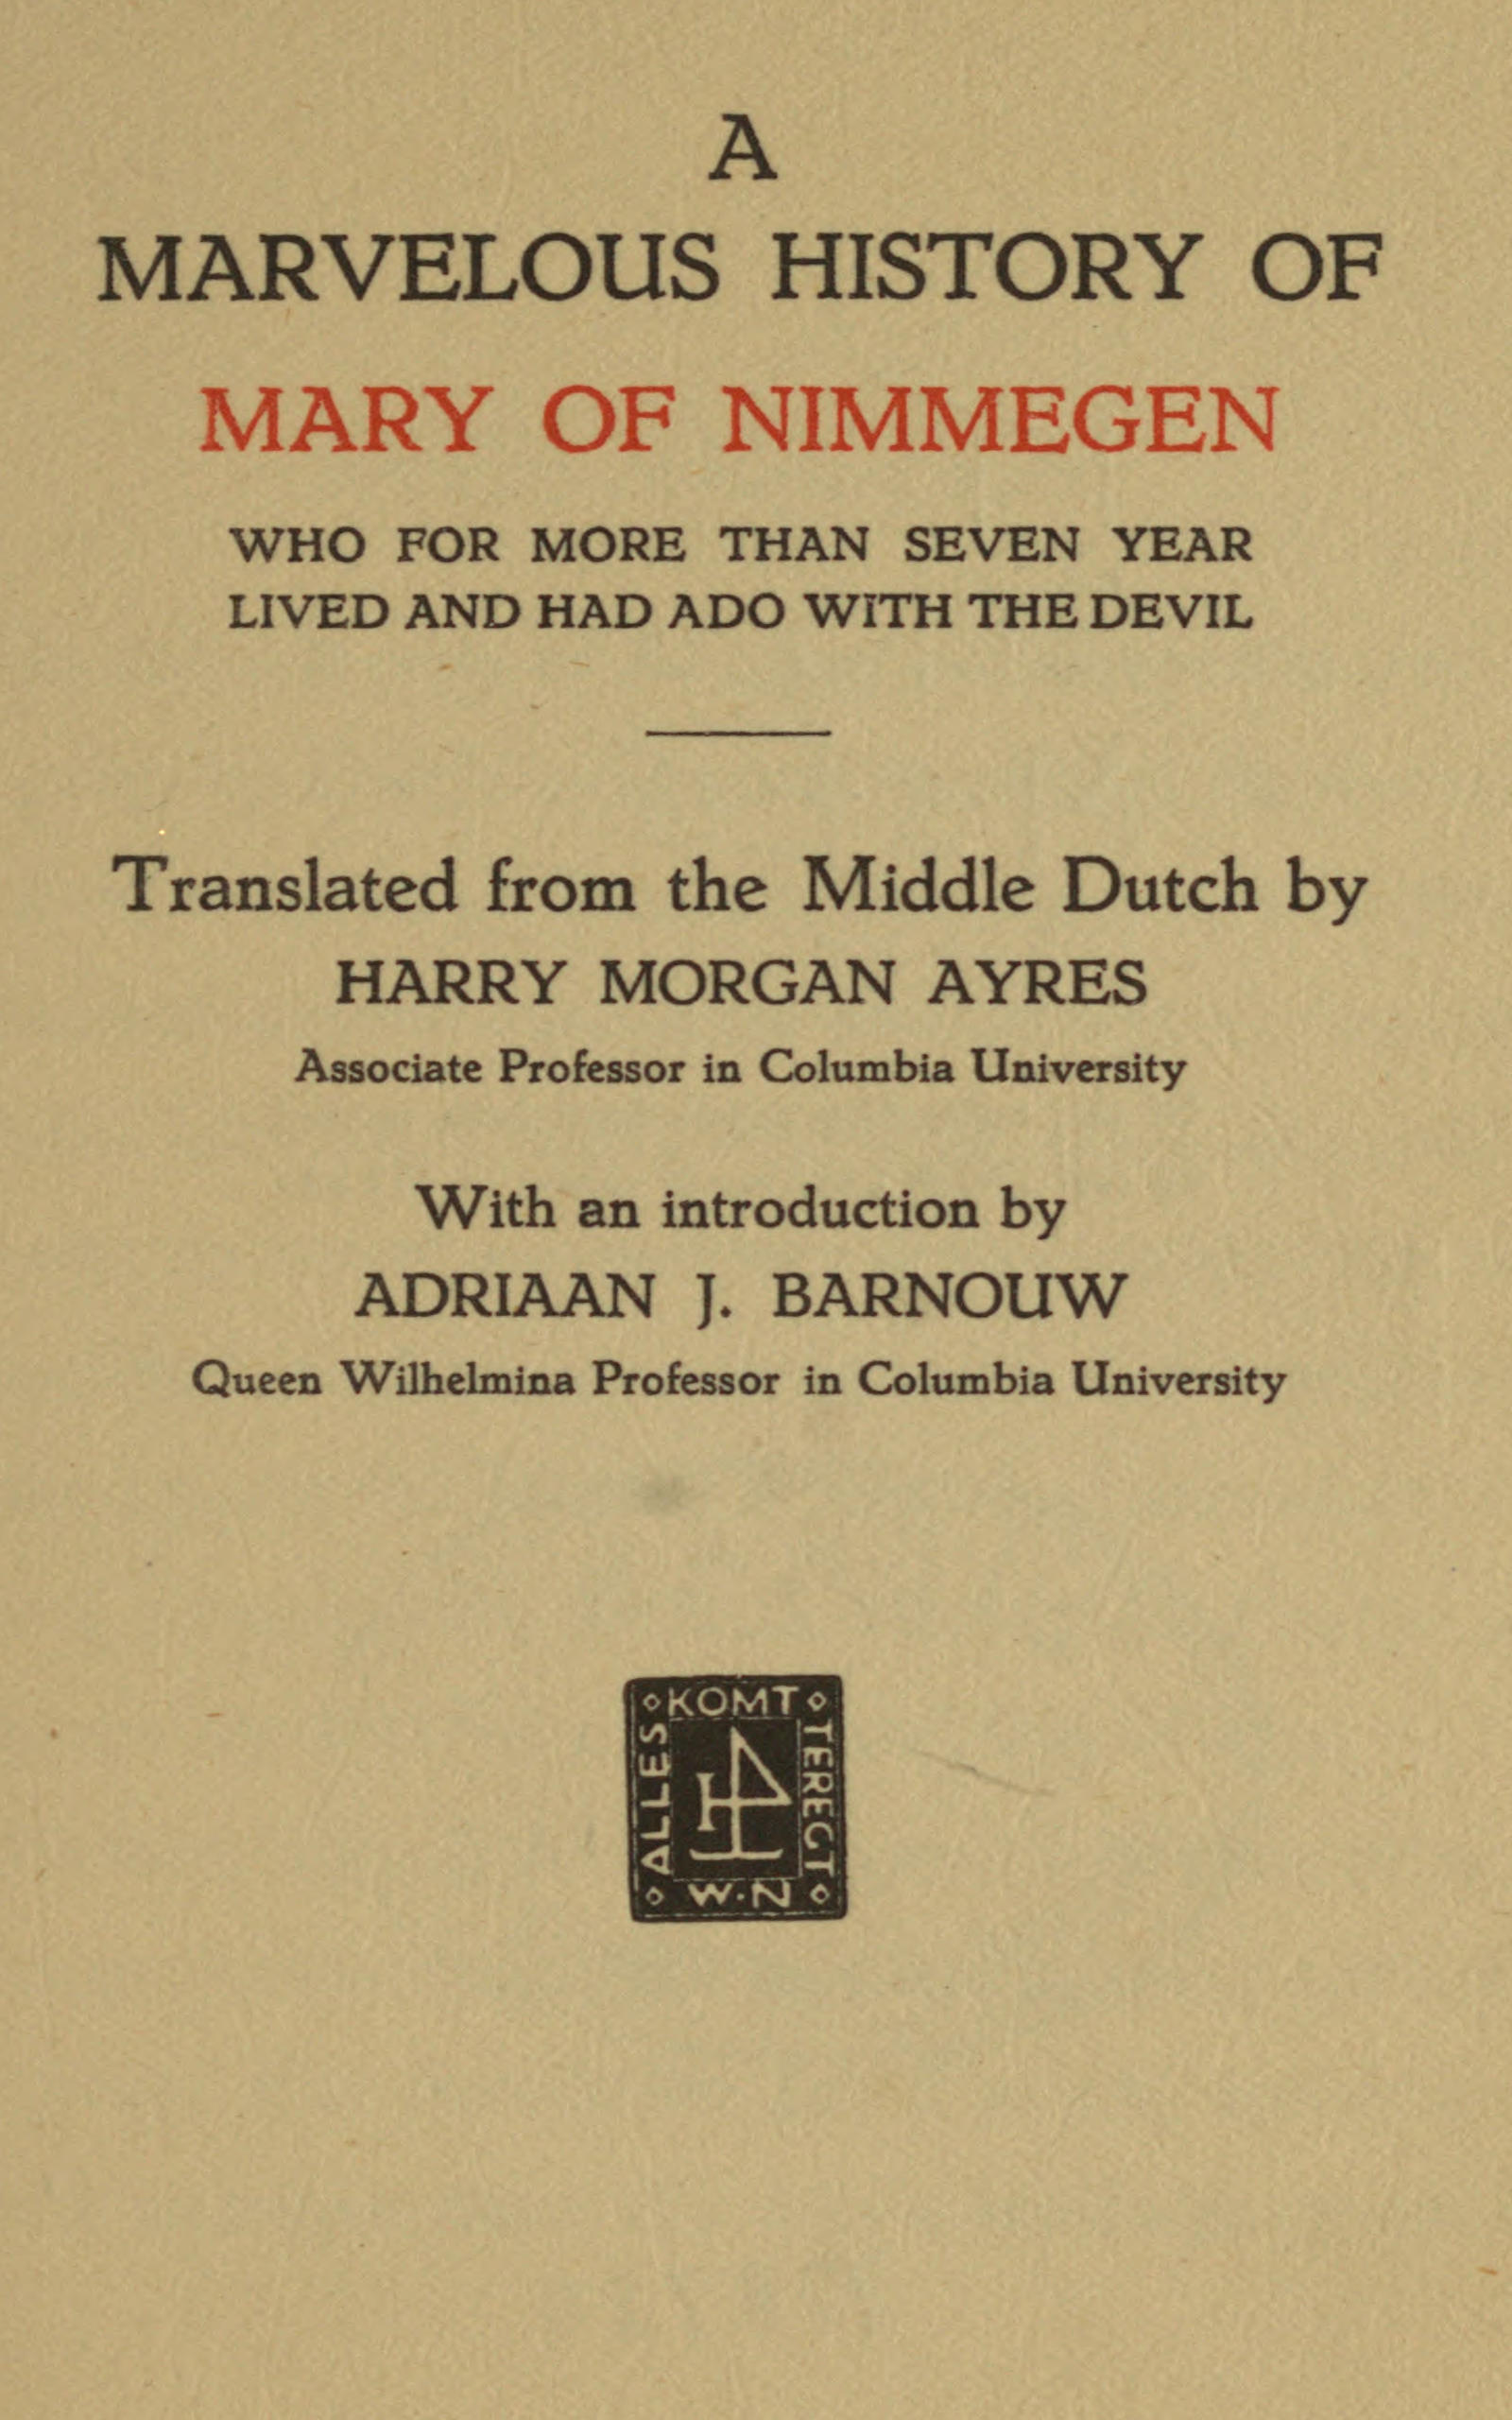 A
MARVELOUS HISTORY OF
MARY OF NIMMEGEN
WHO FOR MORE THAN SEVEN YEAR
LIVED AND HAD ADO WITH THE DEVIL
Translated from the Middle Dutch by
HARRY MORGAN AYRES
Associate Professor in Columbia University
With an introduction by
ADRIAAN J. BARNOUW
Queen Wilhelmina Professor in Columbia University
ALLES
KOMT
TERECT
W·N